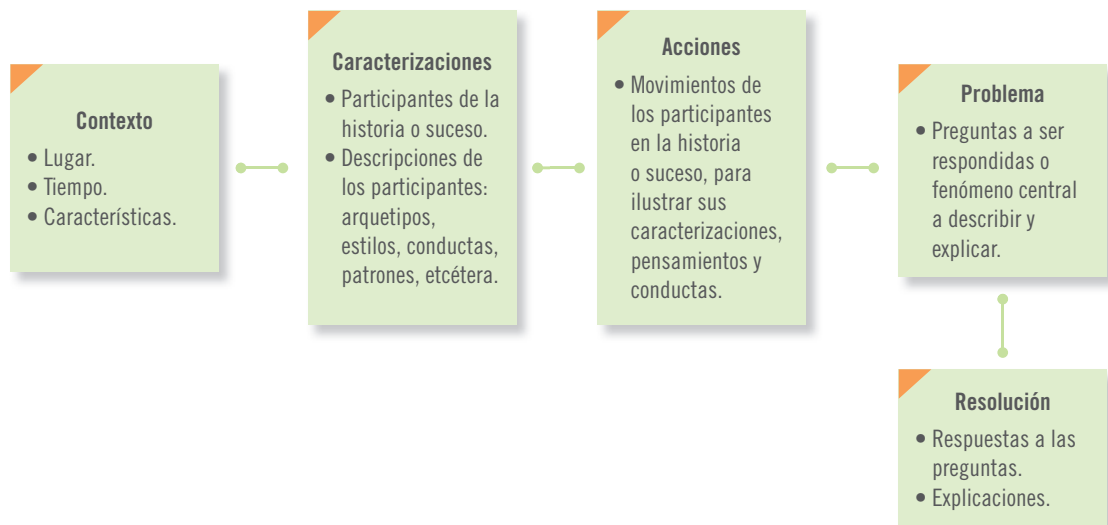 Contexto
• Lugar.
• Tiempo.
• Características.
Caracterizaciones
• Participantes de la
historia o suceso.
• Descripciones de
los participantes:
arquetipos,
estilos, conductas,
patrones, etcétera.
Acciones
• Movimientos de
los participantes
en la historia
o suceso, para
ilustrar sus
caracterizaciones,
pensamientos y
conductas.
Problema
• Preguntas a ser
respondidas o
fenómeno central
a describir y
explicar.
Resolución
• Respuestas a las
preguntas.
• Explicaciones.